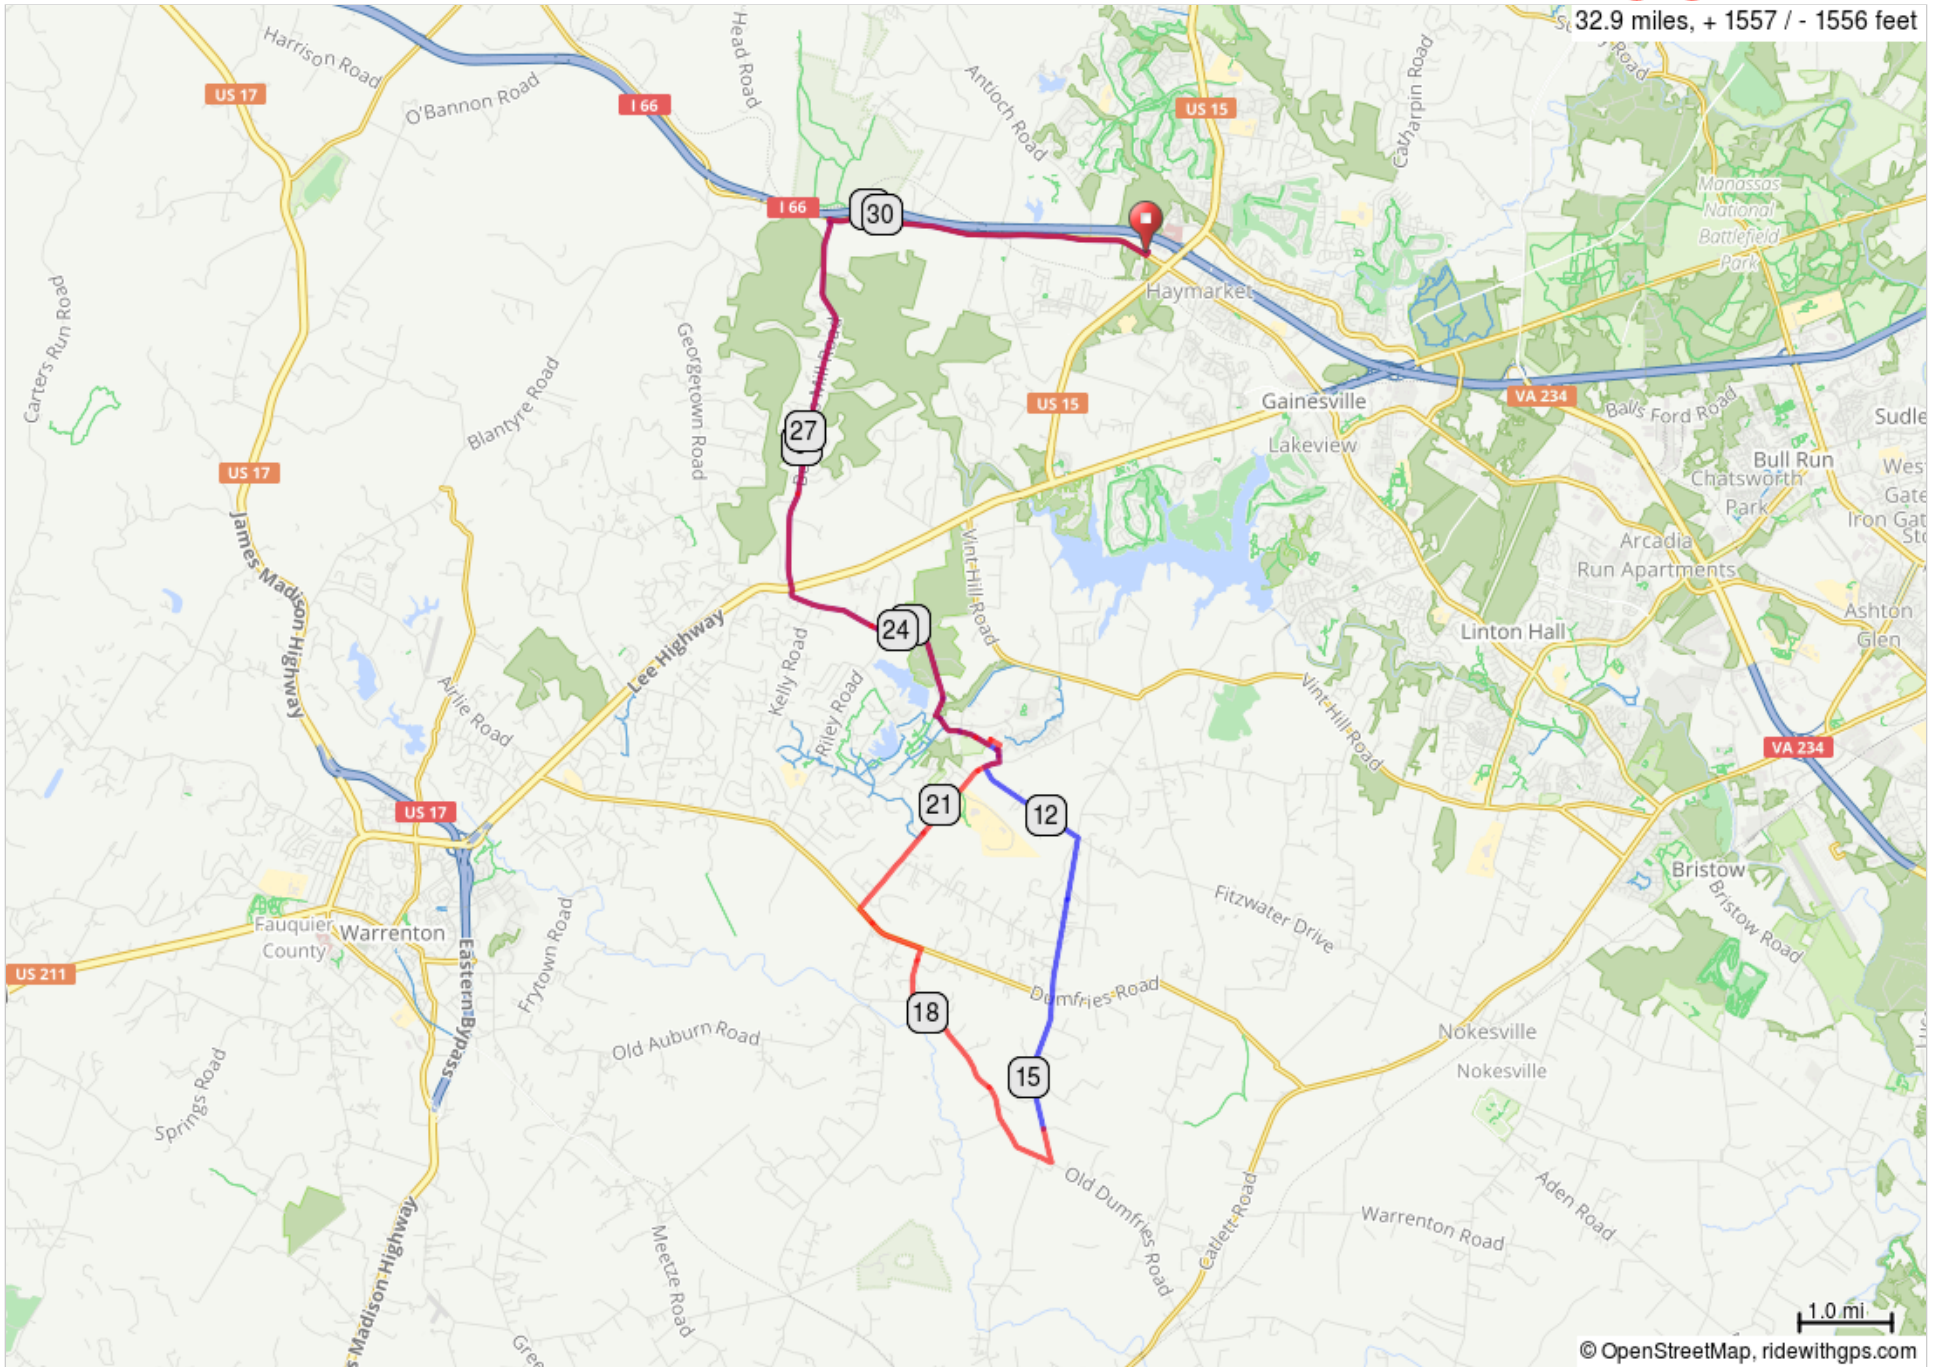 32.9 miles, + 1557 / - 1556 feet
Harrison Road
Head Road
Antioch Road
Catharpin Road
US 17
O'Bannon Road
I 66
US 15
Manassas
National
Battlefield
Park
I 66
30
Haymarket
Carters Run Road
Georgetown Road
Mill Road
Blantyre Road
27
US 15
Gainesville
VA 234
Balls Ford Road
Sudle
Lakeview
US 17
Bull Run
Chatsworth
Park
Iron Gat
James Madison Highway
Vint Hill Road
Arcadia
Run Apartments
Lee Highway
24
Kelly Road
Linton Hall
Ashton
Glen
Airlie Road
Riley Road
Vint Hill Road
VA 234
US 17
21
12
Bristow
Bristow Road
Fauquier
County
Warrenton
Frytown Road
Fitzwater Drive
US 211
Eastern Bypass
Dumfries Road
18
Old Auburn Road
Nokesville
Nokesville
15
Springs Road
Old Dumfries Road
Catlett Road
Aden Road
Warrenton Road
Meetze Road
s Madison Highway
Gree
1.0 mi
© OpenStreetMap, ridewithgps.com